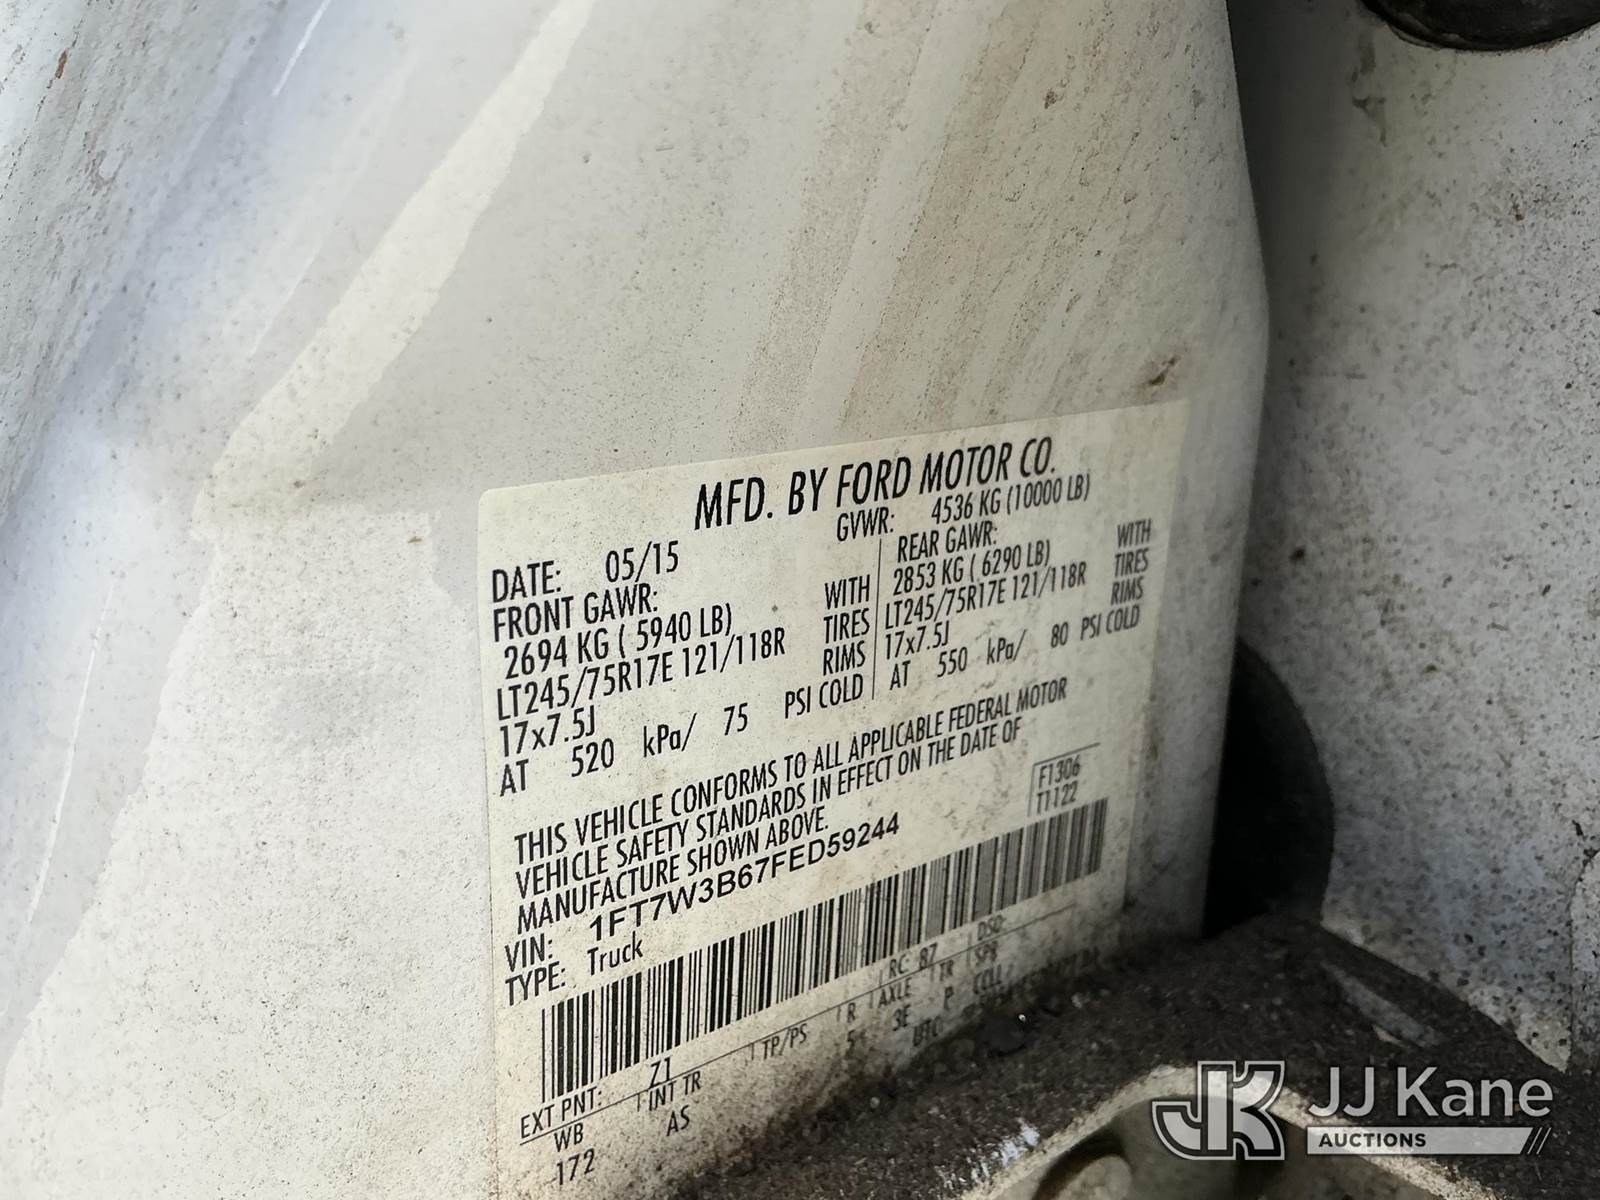 MFD. BY FORD MOTOR CO.
DATE: 05/15 GVWR: 4536 KG (10000 LB)
FRONT GAWR: REAR GAWR:
2694 KG ( 5940 LB) WITH 2853 KG ( 6290 LB) WITH
LT245/75R17E 121/118R TIRES LT245/75R17E 121/118R TIRES
17x7.5J RIMS 17x7.5J RIMS
AT 520 kPa/ 75 PSI COLD AT 550 kPa/ 80 PSI COLD
THIS VEHICLE CONFORMS TO ALL APPLICABLE FEDERAL MOTOR
VEHICLE SAFETY STANDARDS IN EFFECT ON THE DATE OF
MANUFACTURE SHOWN ABOVE.
F1306
T1122
VIN: 1FT7W3B67FED59244
TYPE: Truck
EXT PNT: Z1 RC: 87 DSO:
WB INT TR TP/PS R AXLE TR SPR
172 AS 5 3E P
UTC
JJ Kane
AUCTIONS